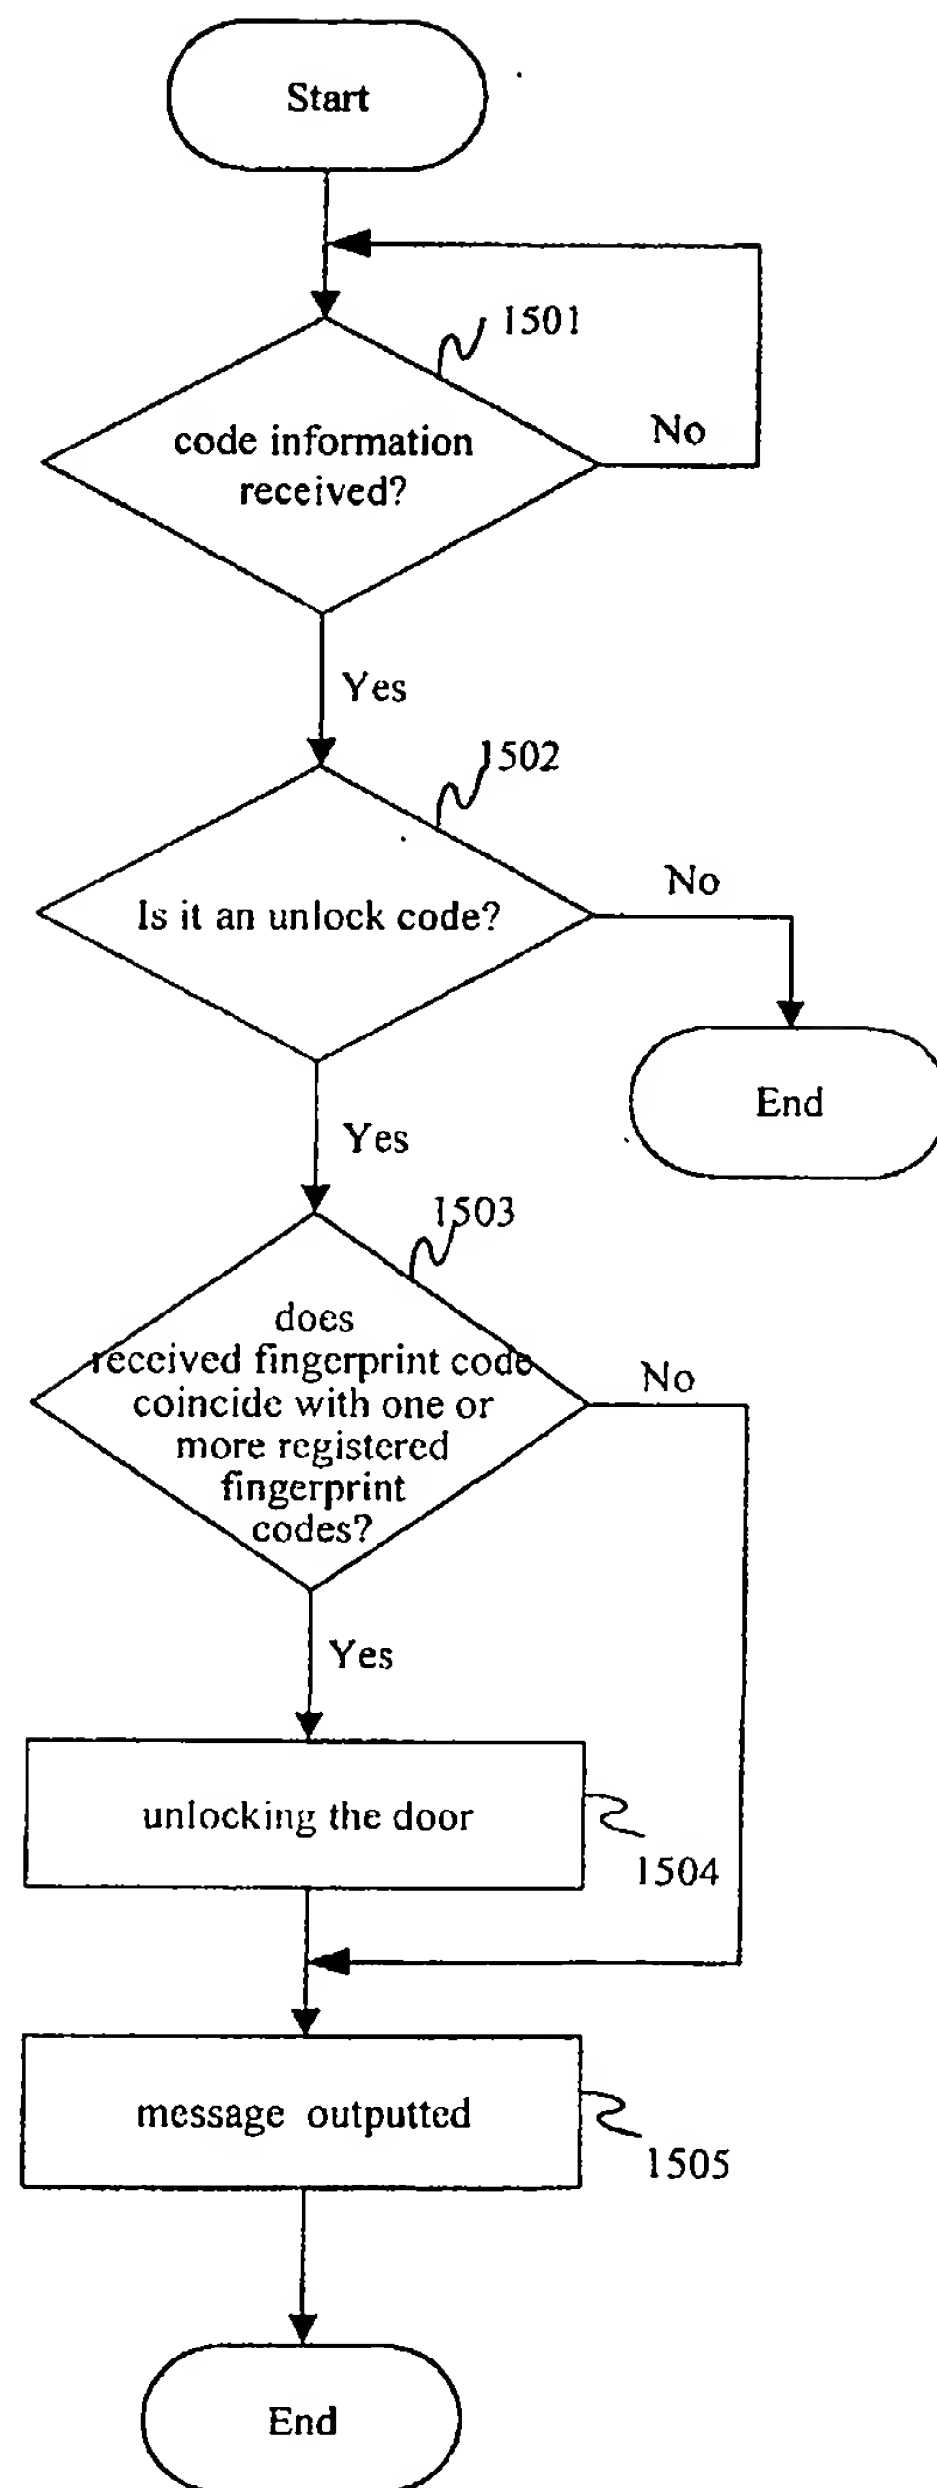 Start
1501
code information
received?
No
Yes
1502
Is it an unlock code?
No
End
Yes
1503
does
received fingerprint code
coincide with one or
more registered
fingerprint
codes?
No
Yes
unlocking the door
1504
message outputted
1505
End